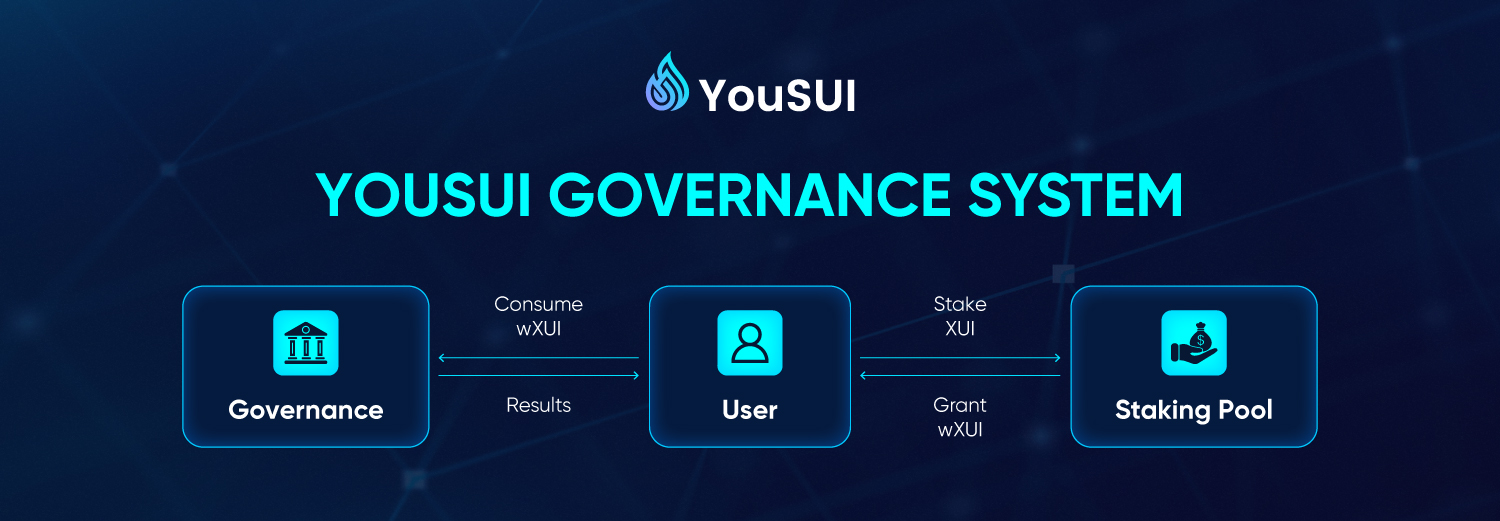 YouSUI
YOUSUI GOVERNANCE SYSTEM
Consume
wXUI
Stake
XUI
Governance
Results
User
Grant
wXUI
Staking Pool
$